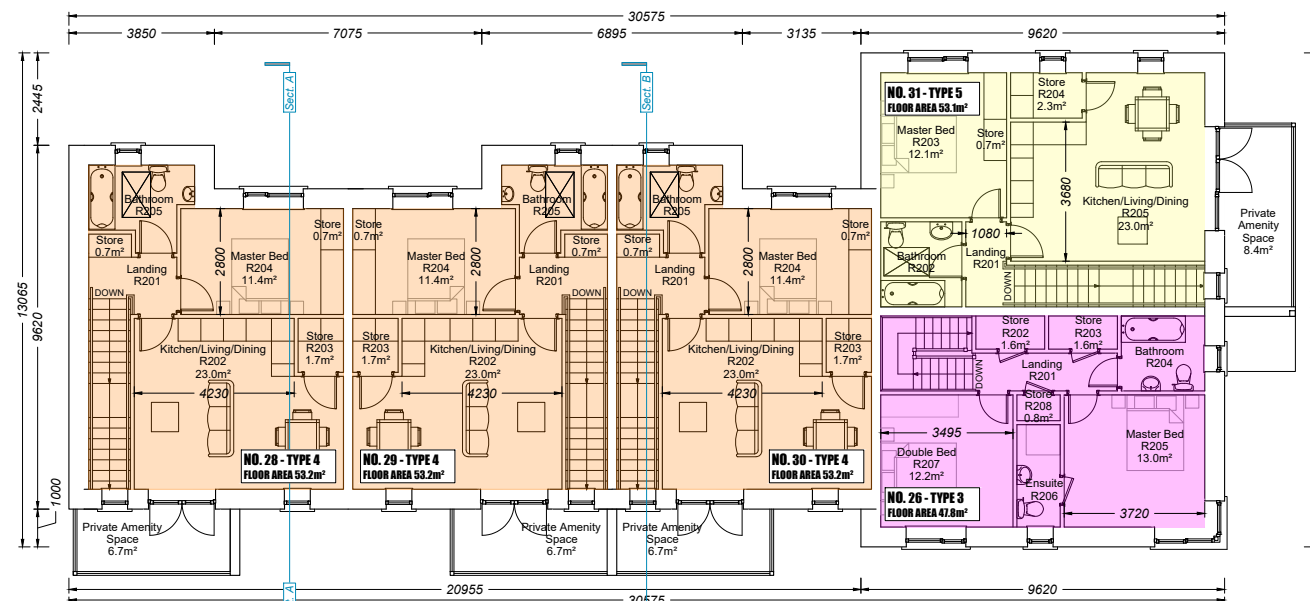 30575
3850
7075
6895
3135
9620
2445
13065
9620
1000
Sect. A
Sect. B
Bathroom
R205
Store
0.7m²
Landing
R201
DOWN
2800
Master Bed
R204
11.4m²
Store
0.7m²
Kitchen/Living/Dining
R202
23.0m²
Store
R203
1.7m²
4230
NO. 28 - TYPE 4
FLOOR AREA 53.2m²
Private Amenity
Space
6.7m²
Store
0.7m²
Master Bed
R204
11.4m²
2800
Bathroom
R205
Store
0.7m²
Landing
R201
DOWN
Store
R203
1.7m²
Kitchen/Living/Dining
R202
23.0m²
4230
NO. 29 - TYPE 4
FLOOR AREA 53.2m²
Private Amenity
Space
6.7m²
Bathroom
R205
Store
0.7m²
Landing
R201
DOWN
2800
Master Bed
R204
11.4m²
Store
0.7m²
Kitchen/Living/Dining
R202
23.0m²
Store
R203
1.7m²
4230
NO. 30 - TYPE 4
FLOOR AREA 53.2m²
Private Amenity
Space
6.7m²
NO. 31 - TYPE 5
FLOOR AREA 53.1m²
Master Bed
R203
12.1m²
Store
0.7m²
Store
R204
2.3m²
3680
Kitchen/Living/Dining
R205
23.0m²
1080
Bathroom
R202
Landing
R201
DOWN
Private
Amenity
Space
8.4m²
Store
R202
1.6m²
Store
R203
1.6m²
Bathroom
R204
DOWN
Landing
R201
Store
R208
0.8m²
3495
Double Bed
R207
12.2m²
Master Bed
R205
13.0m²
Ensuite
R206
3720
NO. 26 - TYPE 3
FLOOR AREA 47.8m²
20955
9620
30575